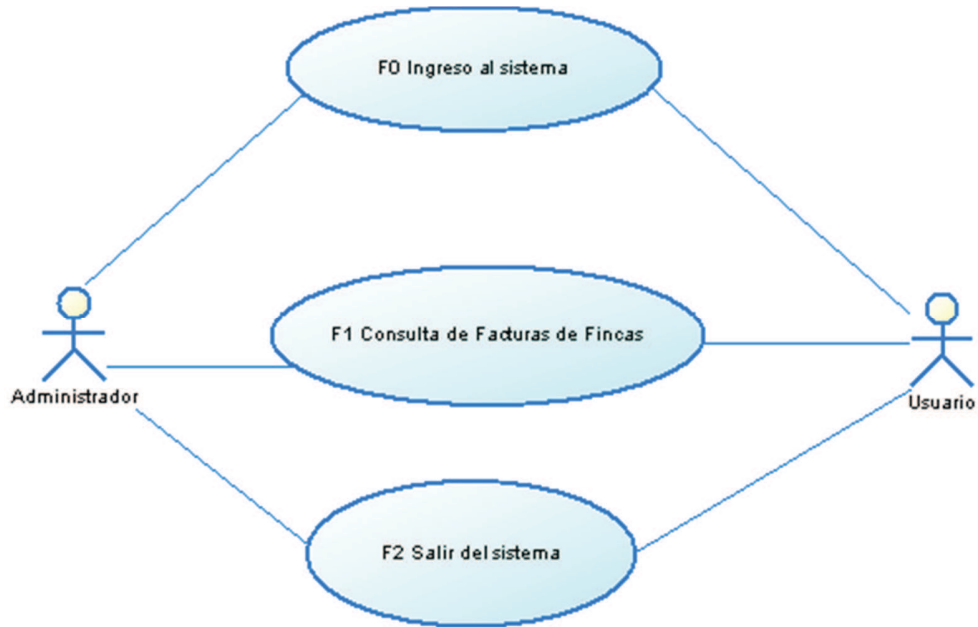 F0 Ingreso al sistema
F1 Consulta de Facturas de Fincas
Administrador
Usuario
F2 Salir del sistema